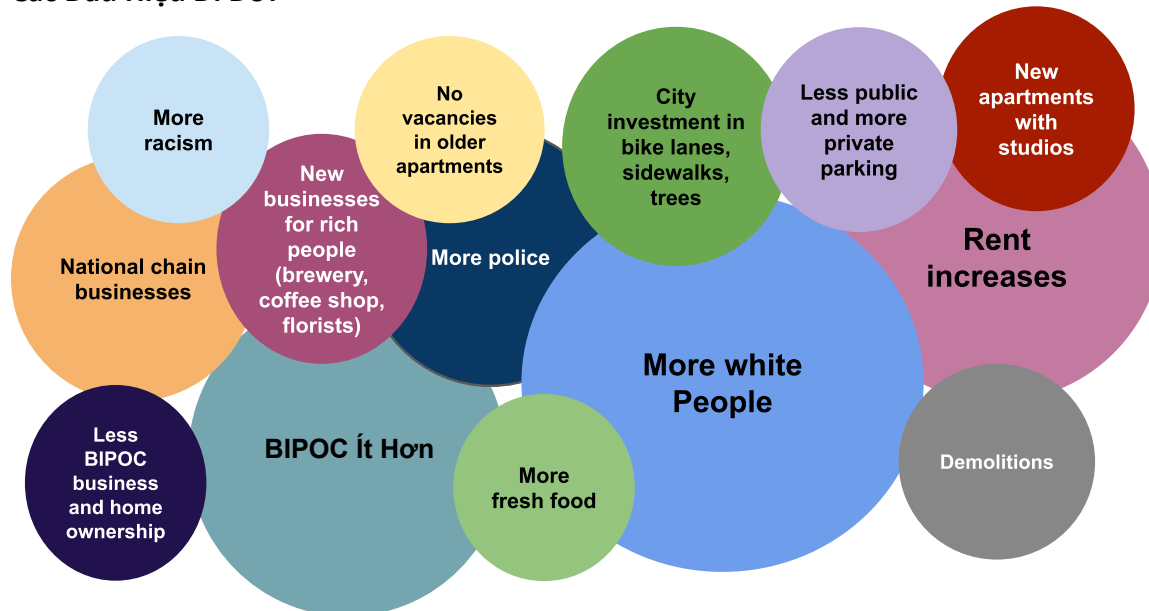 More
racism
No
vacancies
in older
apartments
City
investment in
bike lanes,
sidewalks,
trees
Less public
and more
private
parking
New
apartments
with
studios
National chain
businesses
New
businesses
for rich
people
(brewery,
coffee shop,
florists)
More police
Rent
increases
More white
People
Less
BIPOC
business
and home
ownership
BIPOC Ít Hơn
More
fresh food
Demolitions